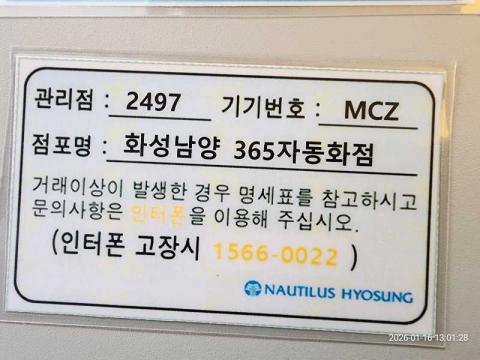 관리점 : 2497 기기번호 : MCZ
점포명 : 화성남양 365자동화점
거래이상이 발생한 경우 명세표를 참고하시고
문의사항은 인터폰을 이용해 주십시오.
(인터폰 고장시 1566-0022 )
NAUTILUS HYOSUNG
2026-01-16 13:01:28